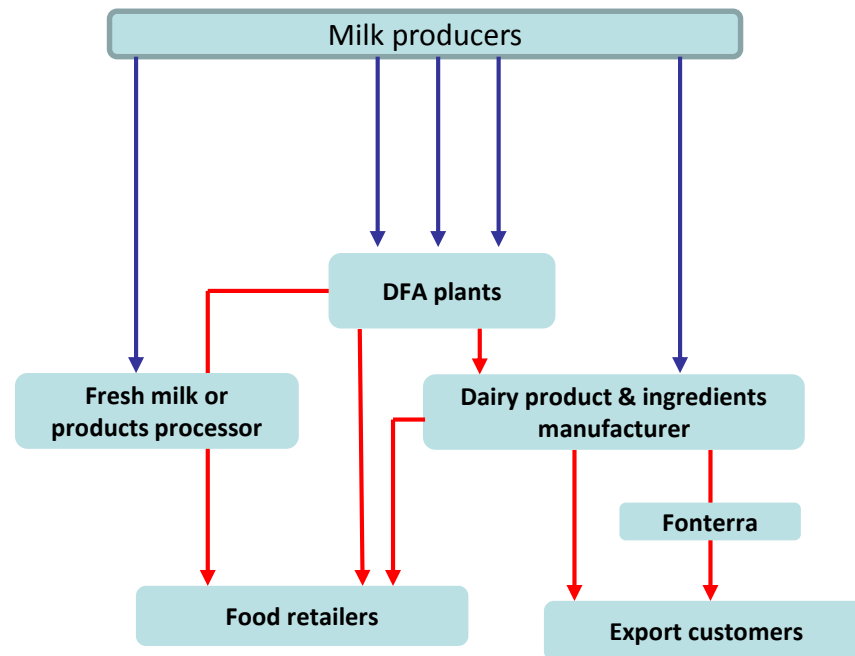 Milk producers
DFA plants
Fresh milk or
products processor
Dairy product & ingredients
manufacturer
Fonterra
Food retailers
Export customers